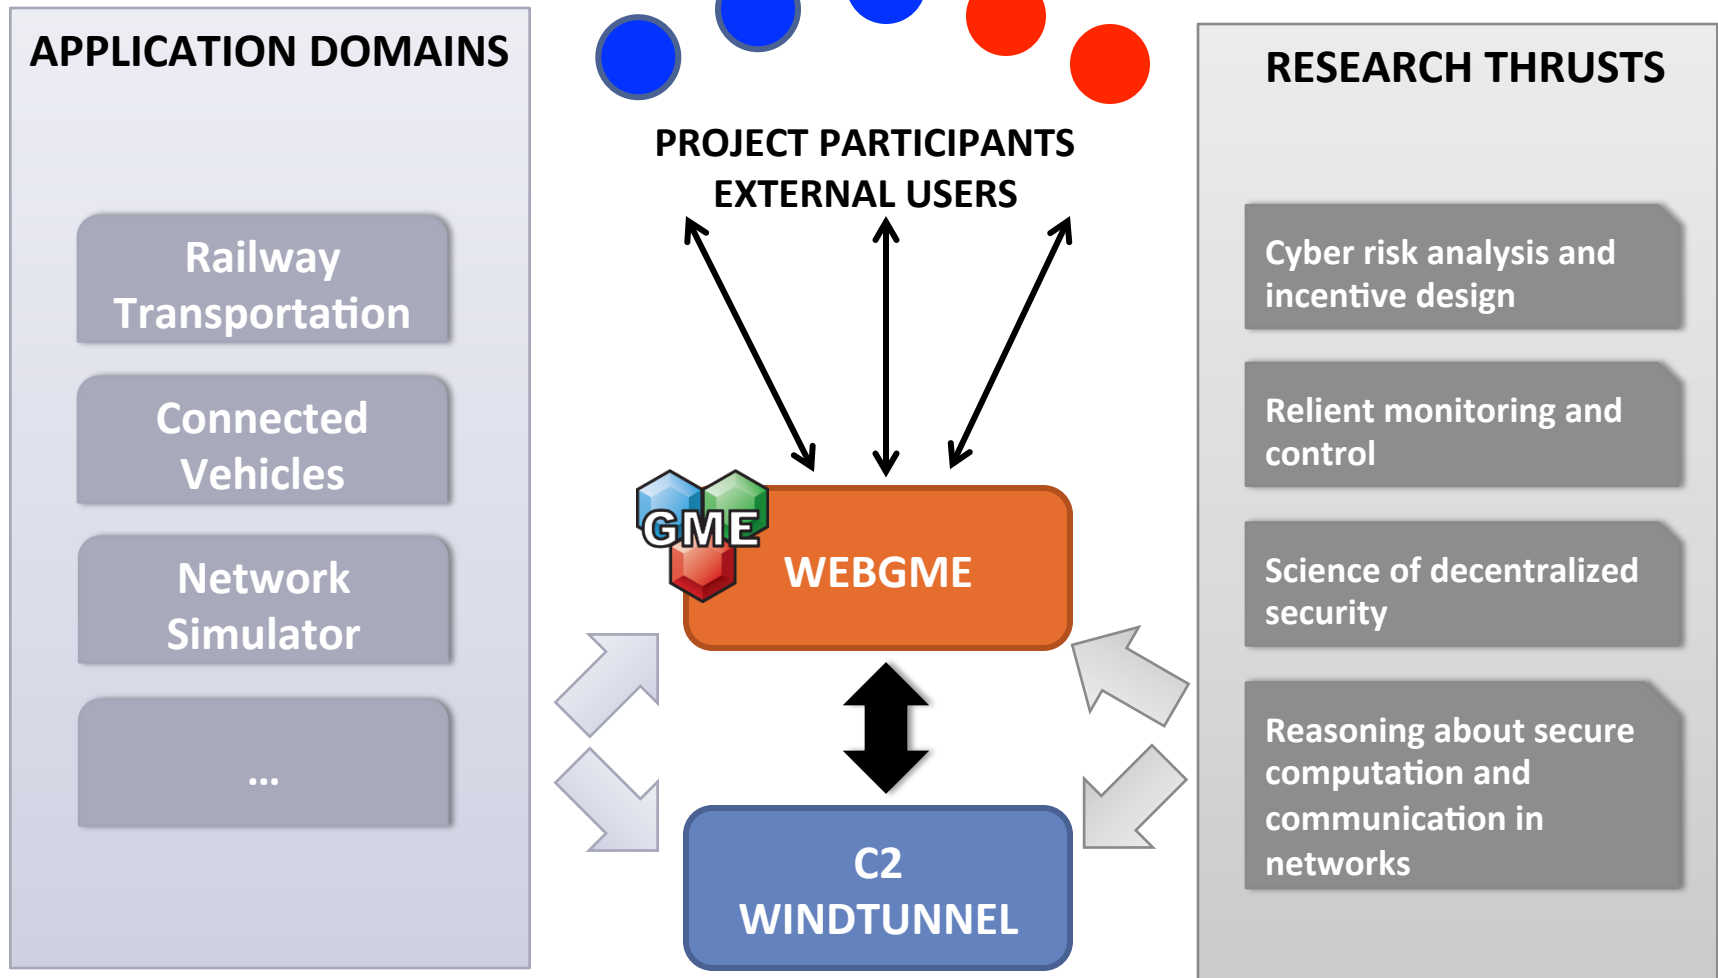 APPLICATION DOMAINS
Railway
Transportation
Connected
Vehicles
Network
Simulator
...
PROJECT PARTICIPANTS
EXTERNAL USERS
GME
WEBGME
C2
WINDTUNNEL
RESEARCH THRUSTS
Cyber risk analysis and
incentive design
Relient monitoring and
control
Science of decentralized
security
Reasoning about secure
computation and
communication in
networks